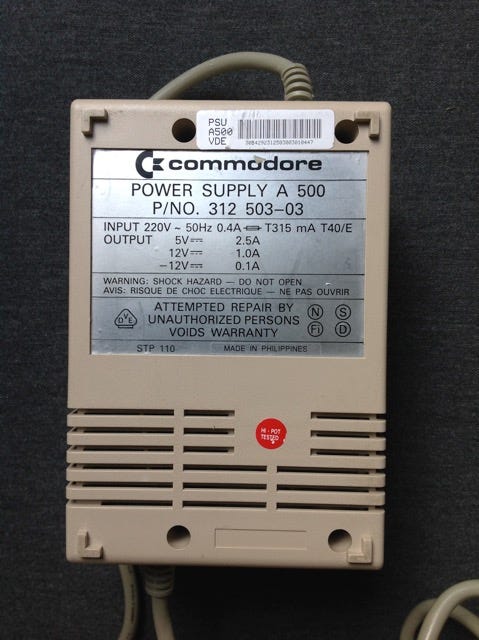 PSU
A500
VDE
commodore
POWER SUPPLY A 500
P/NO. 312 503-03
INPUT 220V ~ 50Hz 0.4A T315 mA T40/E
OUTPUT 5V⎓ 2.5A
12V⎓ 1.0A
-12V⎓ 0.1A
WARNING: SHOCK HAZARD — DO NOT OPEN
AVIS: RISQUE DE CHOC ELECTRIQUE — NE PAS OUVRIR
DVE
ATTEMPTED REPAIR BY
UNAUTHORIZED PERSONS
VOIDS WARRANTY
N S
Fi D
STP 110 MADE IN PHILIPPINES
HI-POT
TESTED